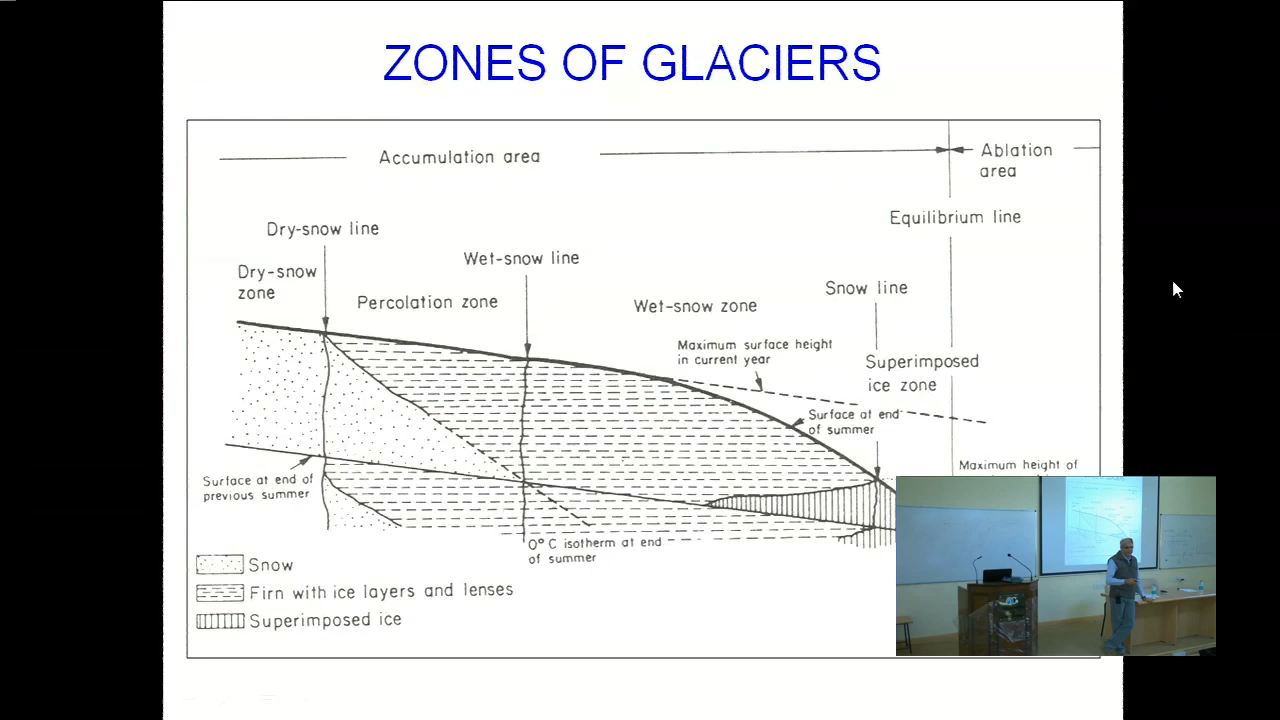 ZONES OF GLACIERS
Accumulation area
Ablation
area
Equilibrium line
Dry-snow line
Wet-snow line
Dry-snow
zone
Percolation zone
Wet-snow zone
Snow line
Maximum surface height
in current year
Superimposed
ice zone
Surface at end
of summer
Surface at end of
previous summer
Maximum height of
0°C isotherm at end
of summer
Snow
Firn with ice layers and lenses
Superimposed ice